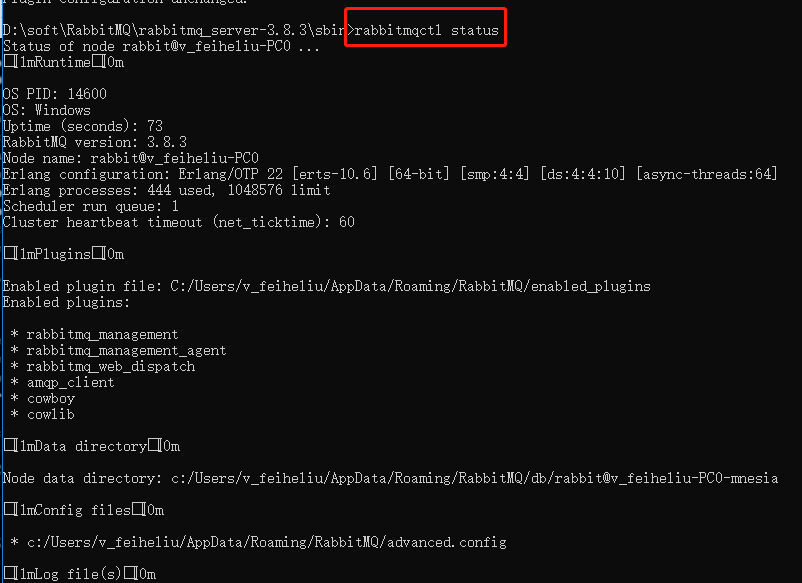 Plugin configuration unchanged.
D:\soft\RabbitMQ\rabbitmq_server-3.8.3\sbin>rabbitmqctl status
Status of node rabbit@v_feiheliu-PC0 ...
[1mRuntime[0m
OS PID: 14600
OS: Windows
Uptime (seconds): 73
RabbitMQ version: 3.8.3
Node name: rabbit@v_feiheliu-PC0
Erlang configuration: Erlang/OTP 22 [erts-10.6] [64-bit] [smp:4:4] [ds:4:4:10] [async-threads:64]
Erlang processes: 444 used, 1048576 limit
Scheduler run queue: 1
Cluster heartbeat timeout (net_ticktime): 60
[1mPlugins[0m
Enabled plugin file: C:/Users/v_feiheliu/AppData/Roaming/RabbitMQ/enabled_plugins
Enabled plugins:
* rabbitmq_management
* rabbitmq_management_agent
* rabbitmq_web_dispatch
* amqp_client
* cowboy
* cowlib
[1mData directory[0m
Node data directory: c:/Users/v_feiheliu/AppData/Roaming/RabbitMQ/db/rabbit@v_feiheliu-PC0-mnesia
[1mConfig files[0m
* c:/Users/v_feiheliu/AppData/Roaming/RabbitMQ/advanced.config
[1mLog file(s)[0m